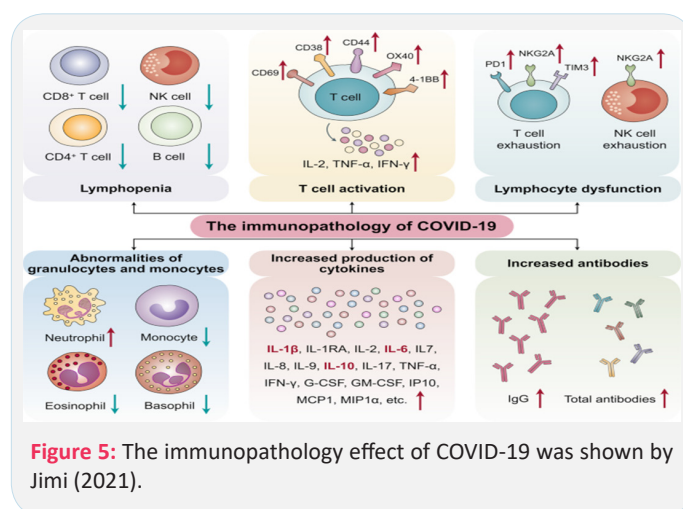 CD8+ T cell
NK cell
CD4+ T cell
B cell
Lymphopenia
CD69
CD38
CD44
OX40
4-1BB
T cell
IL-2, TNF-α, IFN-γ
T cell activation
PD1
NKG2A
TIM3
NKG2A
T cell
exhaustion
NK cell
exhaustion
Lymphocyte dysfunction
The immunopathology of COVID-19
Abnormalities of
granulocytes and monocytes
Neutrophil
Monocyte
Eosinophil
Basophil
Increased production of
cytokines
IL-1β, IL-1RA, IL-2, IL-6, IL7,
IL-8, IL-9, IL-10, IL-17, TNF-α,
IFN-γ, G-CSF, GM-CSF, IP10,
MCP1, MIP1α, etc.
Increased antibodies
IgG
Total antibodies
Figure 5: The immunopathology effect of COVID-19 was shown by
Jimi (2021).